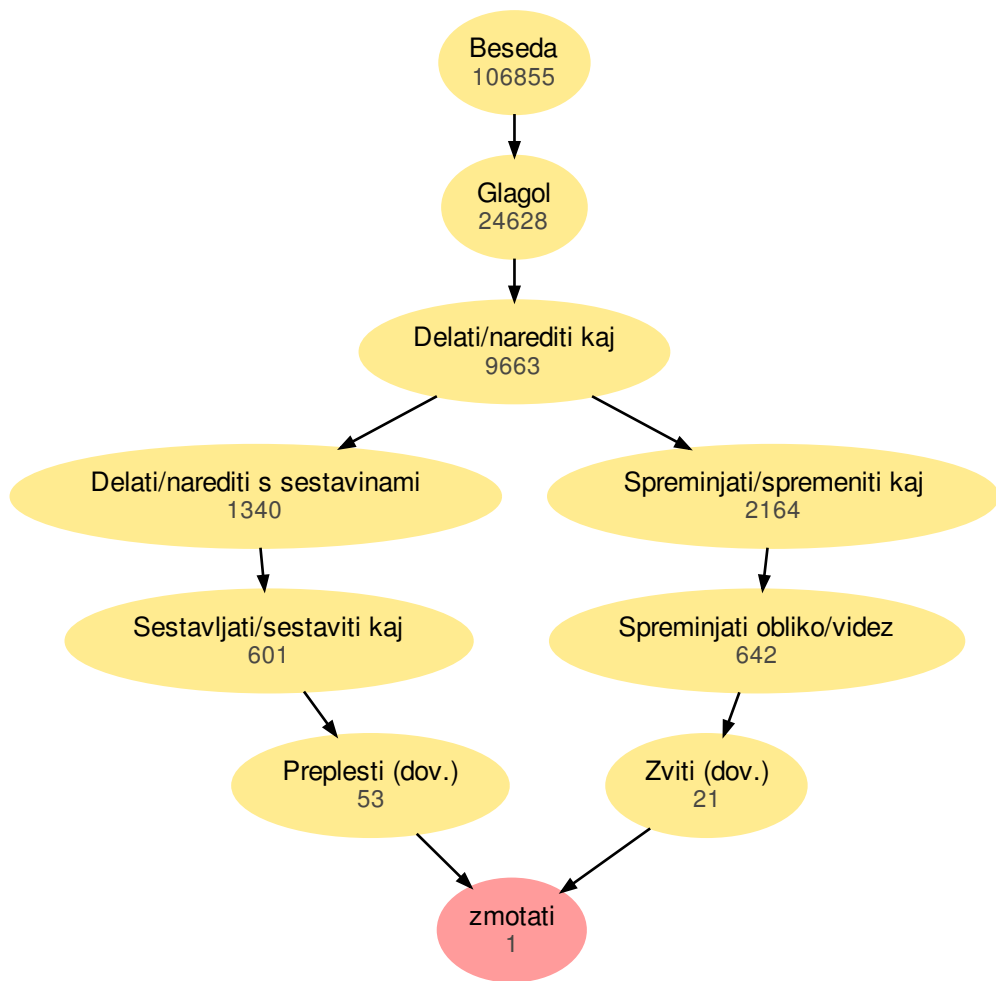 Beseda
106855
Glagol
24628
Delati/narediti kaj
9663
Delati/narediti s sestavinami
1340
Spreminjati/spremeniti kaj
2164
Sestavljati/sestaviti kaj
601
Spreminjati obliko/videz
642
Preplesti (dov.)
53
Zviti (dov.)
21
zmotati
1